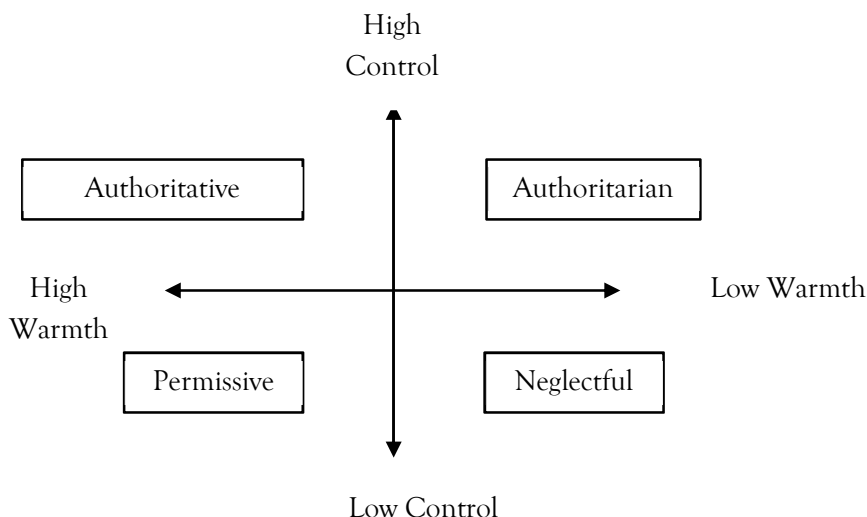 High
Control
Authoritative
Authoritarian
High
Warmth
Low Warmth
Permissive
Neglectful
Low Control